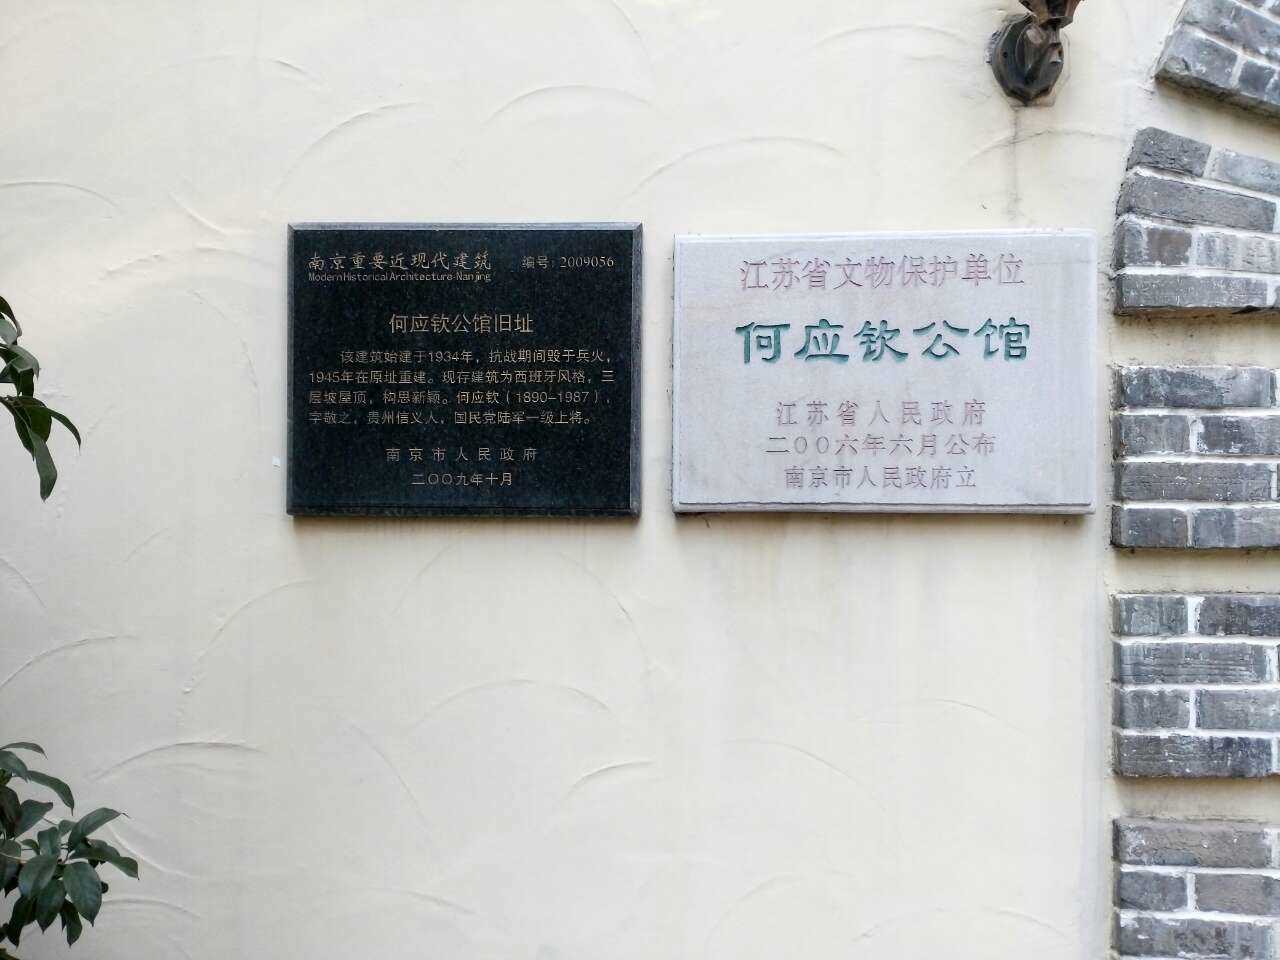 南京重要近现代建筑 编号：2009056
Modern Historical Architecture·Nanjing
何应钦公馆旧址
该建筑始建于1934年，抗战期间毁于兵火，
1945年在原址重建。现存建筑为西班牙风格，三
层坡屋顶，构思新颖。何应钦（1890-1987），
字敬之，贵州信义人，国民党陆军一级上将。
南京市人民政府
二〇〇九年十月
江苏省文物保护单位
何应钦公馆
江苏省人民政府
二〇〇六年六月公布
南京市人民政府立